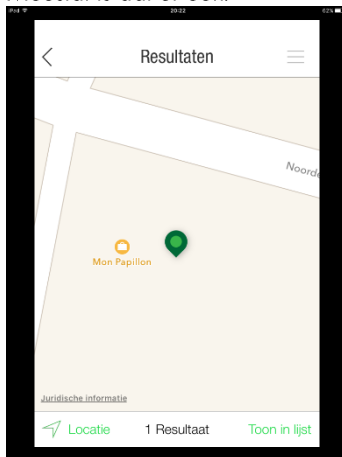 iPad
20:22
62%
Resultaten
Noorde
Mon Papillon
Juridische informatie
Locatie
1 Resultaat
Toon in lijst